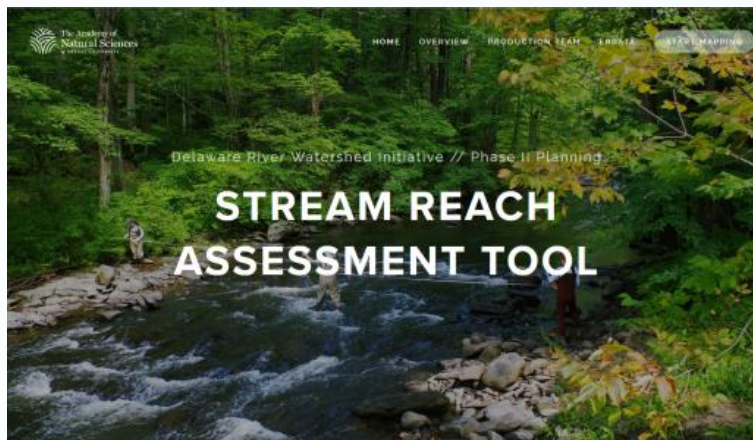 The Academy of
Natural Sciences
HOME OVERVIEW PRODUCTION TEAM ERRATA START MAPPING
Delaware River Watershed Initiative // Phase II Planning
STREAM REACH
ASSESSMENT TOOL